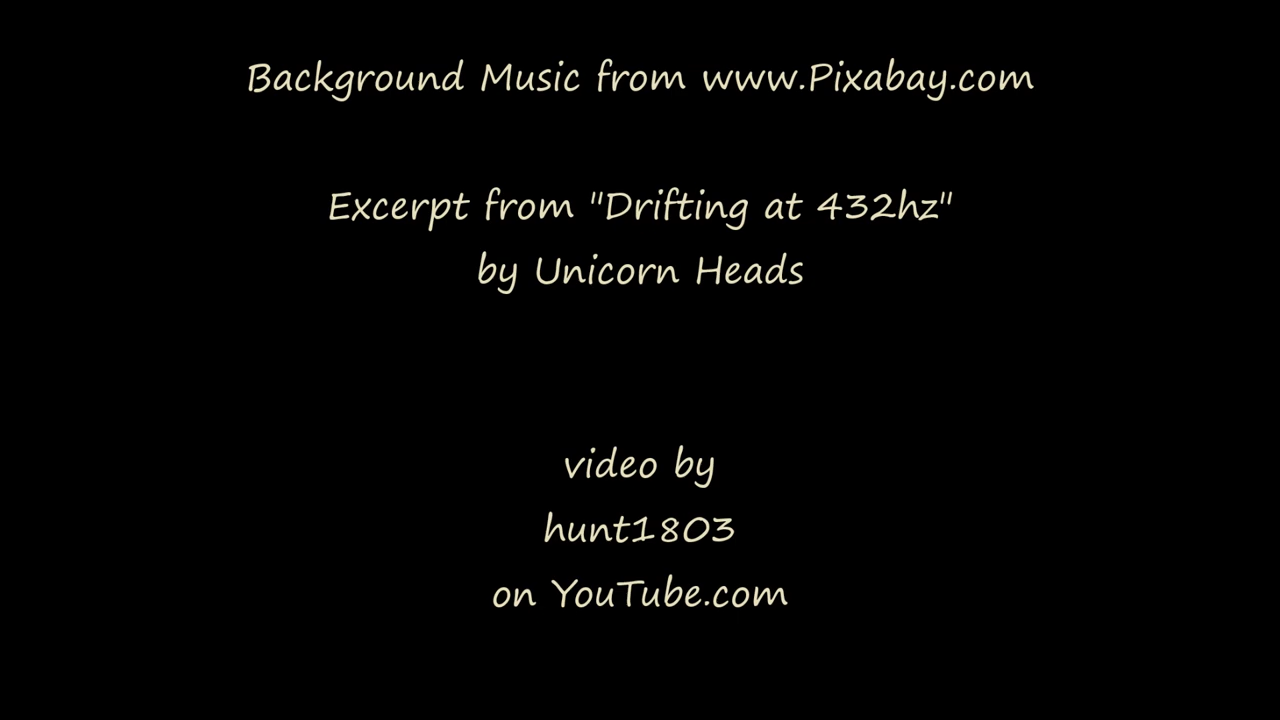 Background Music from www.Pixabay.com
Excerpt from "Drifting at 432hz"
by Unicorn Heads
video by
hunt1803
on YouTube.com